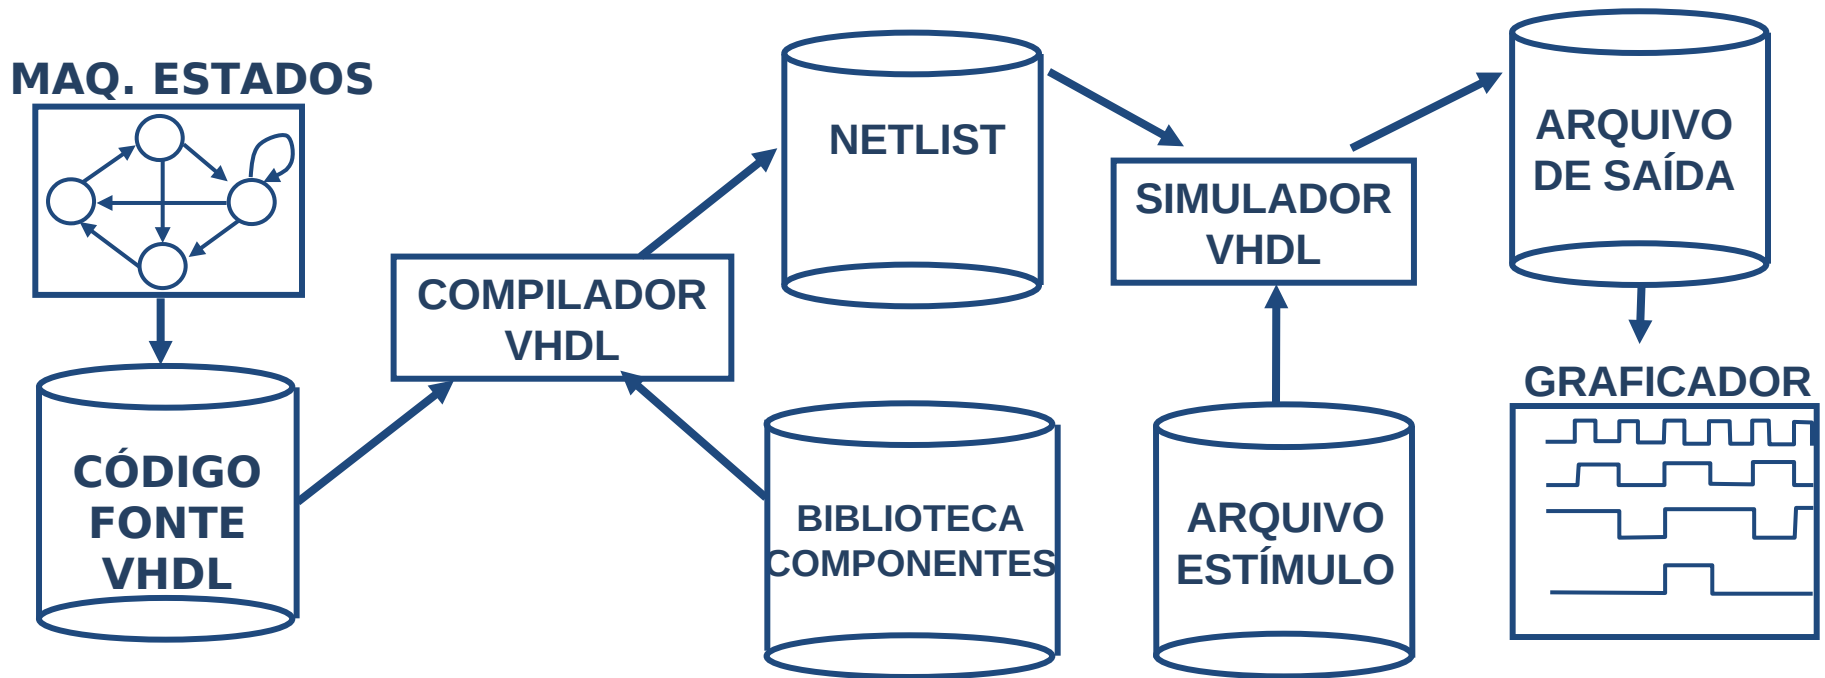 MAQ. ESTADOS
CÓDIGO
FONTE
VHDL
COMPILADOR
VHDL
NETLIST
BIBLIOTECA
COMPONENTES
SIMULADOR
VHDL
ARQUIVO
ESTÍMULO
ARQUIVO
DE SAÍDA
GRAFICADOR